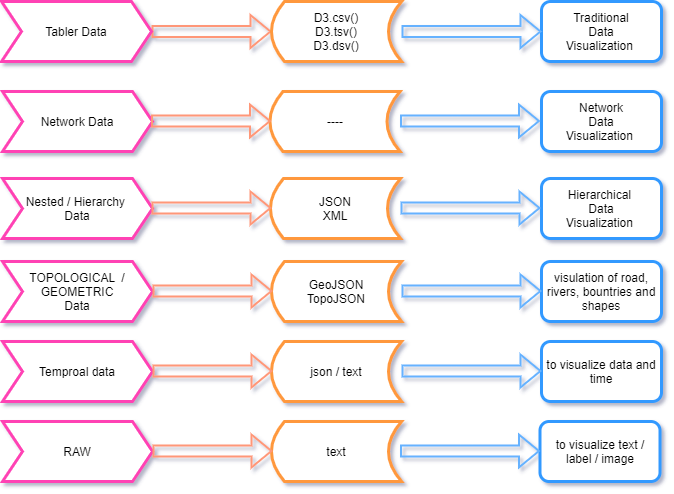 Tabler Data
D3.csv()
D3.tsv()
D3.dsv()
Traditional
Data
Visualization
Network Data
----
Network
Data
Visualization
Nested / Hierarchy
Data
JSON
XML
Hierarchical
Data
Visualization
TOPOLOGICAL /
GEOMETRIC
Data
GeoJSON
TopoJSON
visulation of road,
rivers, bountries and
shapes
Temproal data
json / text
to visualize data and
time
RAW
text
to visualize text /
label / image